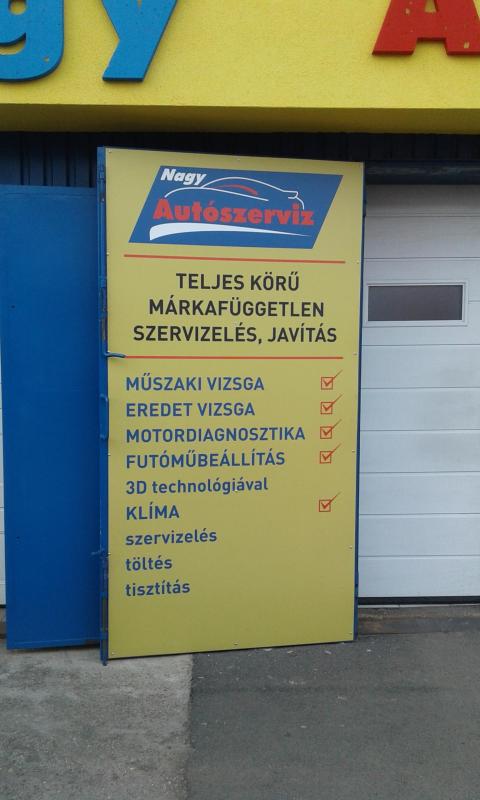 gy A
Nagy
Autószerviz
TELJES KÖRŰ
MÁRKAFÜGGETLEN
SZERVIZELÉS, JAVÍTÁS
MŰSZAKI VIZSGA
EREDET VIZSGA
MOTORDIAGNOSZTIKA
FUTÓMŰBEÁLLÍTÁS
3D technológiával
KLÍMA
szervizelés
töltés
tisztítás